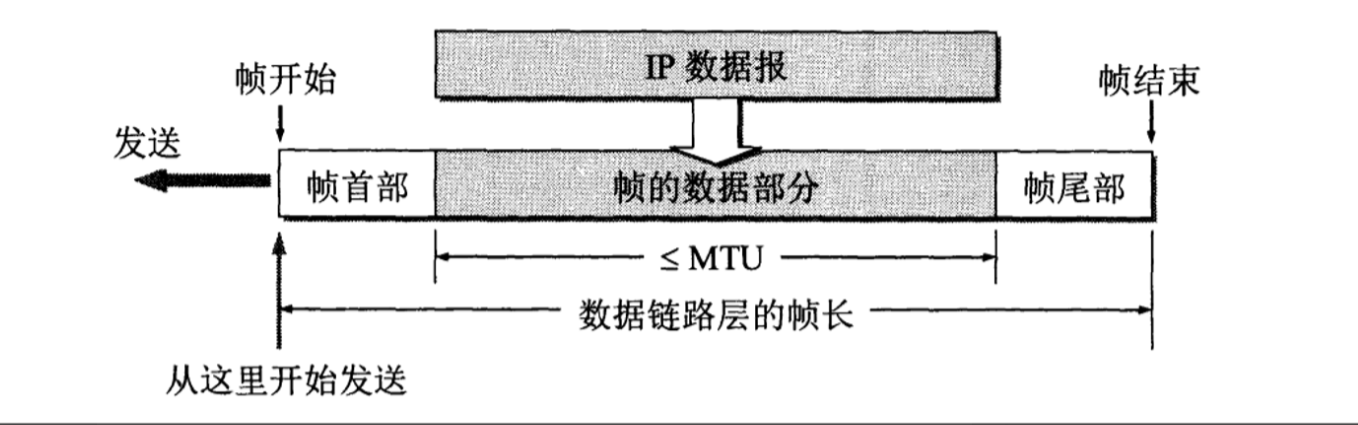 IP 数据报
帧开始
帧结束
发送
帧首部
帧的数据部分
帧尾部
≤ MTU
数据链路层的帧长
从这里开始发送